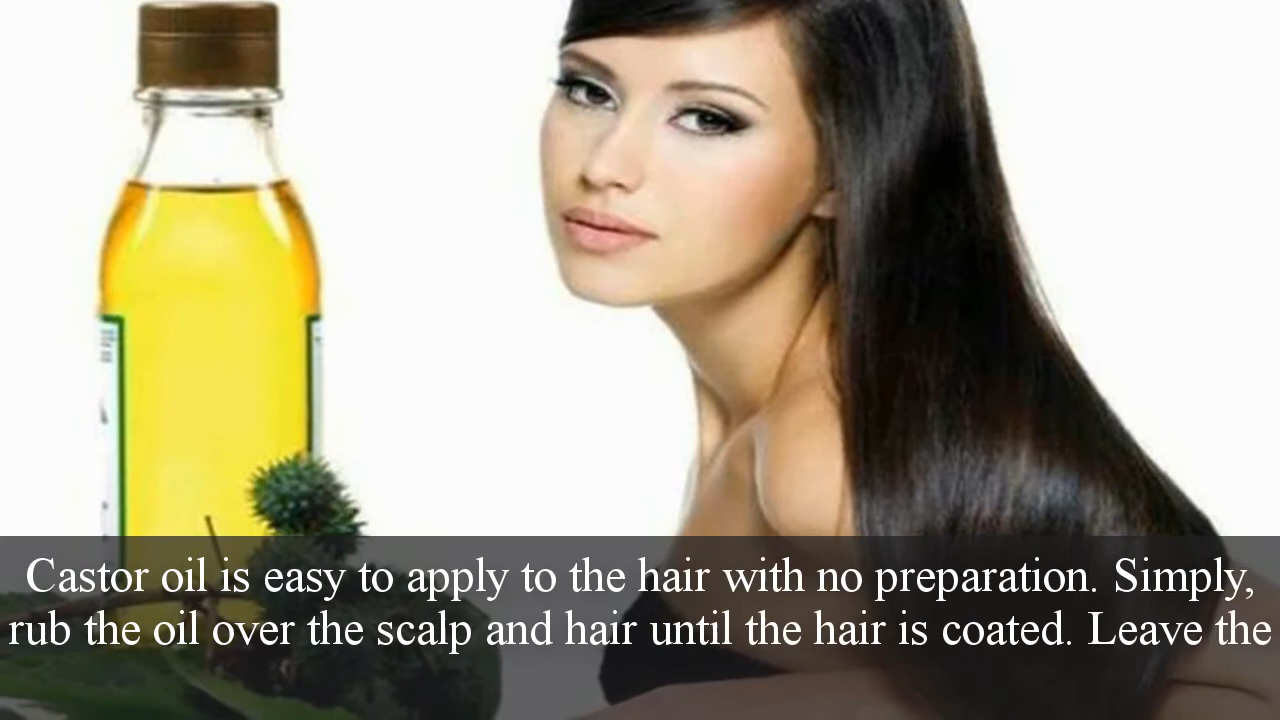 Castor oil is easy to apply to the hair with no preparation. Simply,
rub the oil over the scalp and hair until the hair is coated. Leave the